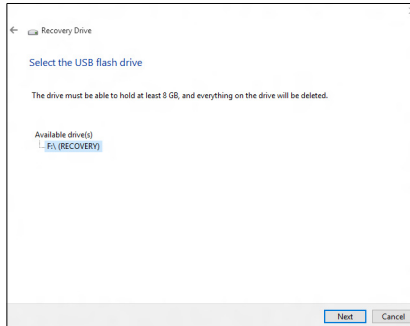 Recovery Drive
Select the USB flash drive
The drive must be able to hold at least 8 GB, and everything on the drive will be deleted.
Available drive(s)
F:\ (RECOVERY)
Next Cancel